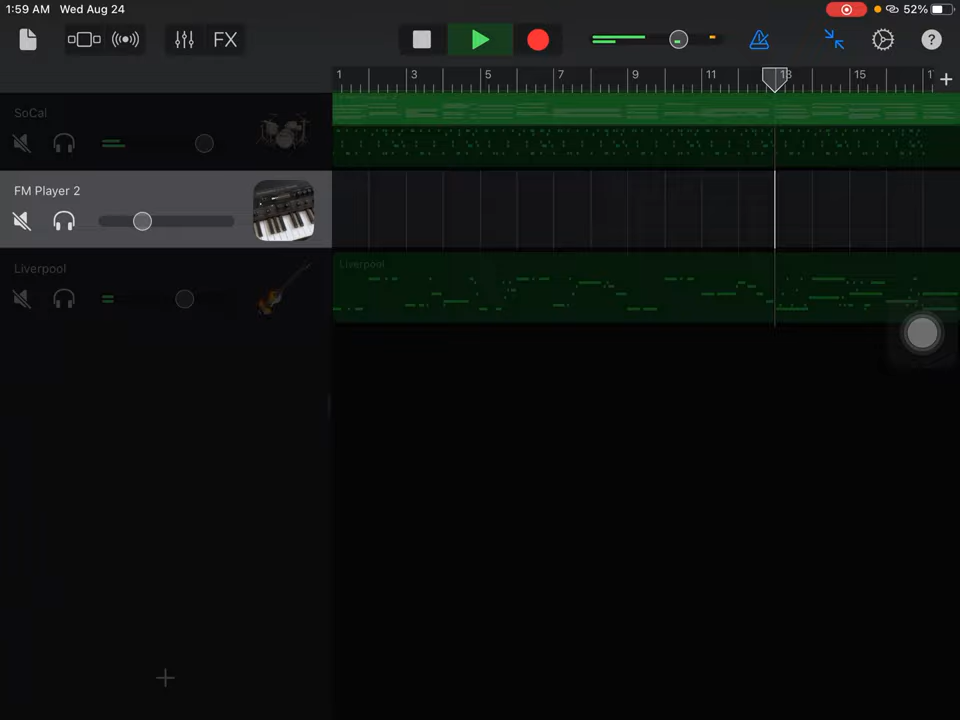 1:59 AM Wed Aug 24
52%
FX
?
1 3 5 7 9 11 13 15
+
SoCal
FM Player 2
Liverpool
Liverpool
+